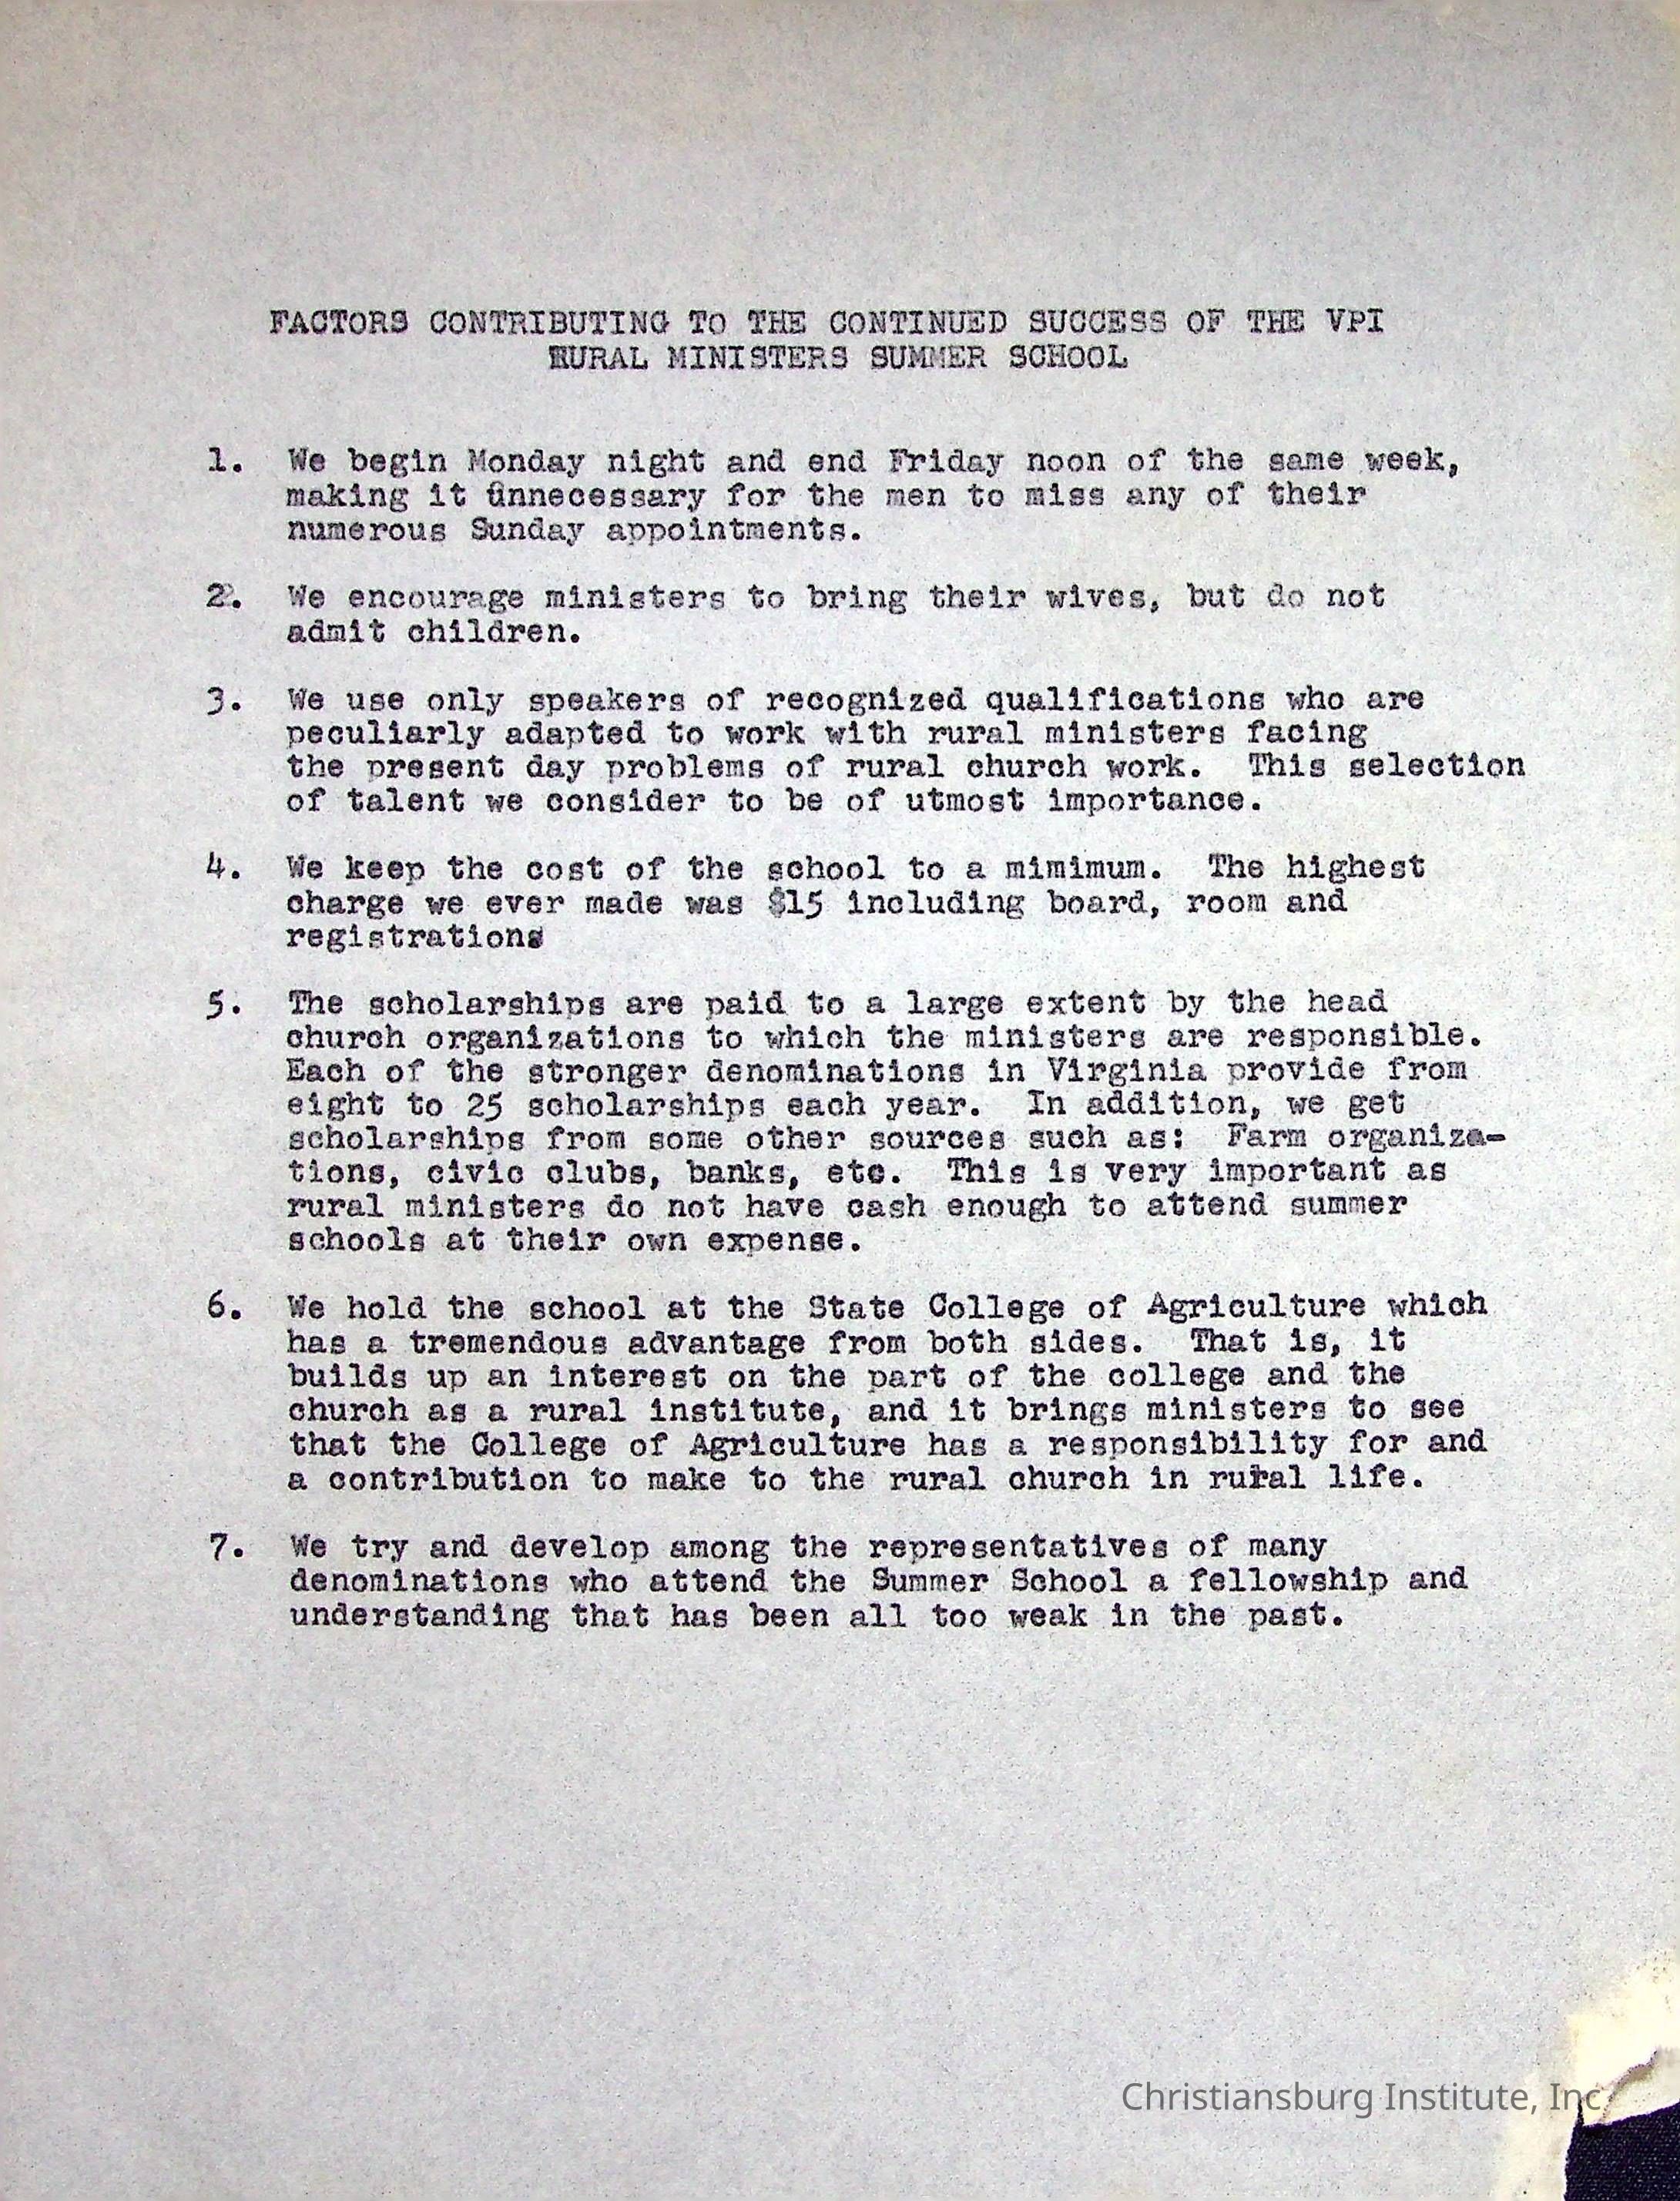 FACTORS CONTRIBUTING TO THE CONTINUED SUCCESS OF THE VPI
RURAL MINISTERS SUMMER SCHOOL
1. We begin Monday night and end Friday noon of the same week,
making it unnecessary for the men to miss any of their
numerous Sunday appointments.
2. We encourage ministers to bring their wives, but do not
admit children.
3. We use only speakers of recognized qualifications who are
peculiarly adapted to work with rural ministers facing
the present day problems of rural church work. This selection
of talent we consider to be of utmost importance.
4. We keep the cost of the school to a mimimum. The highest
charge we ever made was $15 including board, room and
registrations
5. The scholarships are paid to a large extent by the head
church organizations to which the ministers are responsible.
Each of the stronger denominations in Virginia provide from
eight to 25 scholarships each year. In addition, we get
scholarships from some other sources such as: Farm organiza-
tions, civic clubs, banks, etc. This is very important as
rural ministers do not have cash enough to attend summer
schools at their own expense.
6. We hold the school at the State College of Agriculture which
has a tremendous advantage from both sides. That is, it
builds up an interest on the part of the college and the
church as a rural institute, and it brings ministers to see
that the College of Agriculture has a responsibility for and
a contribution to make to the rural church in rural life.
7. We try and develop among the representatives of many
denominations who attend the Summer School a fellowship and
understanding that has been all too weak in the past.
Christiansburg Institute, Inc.